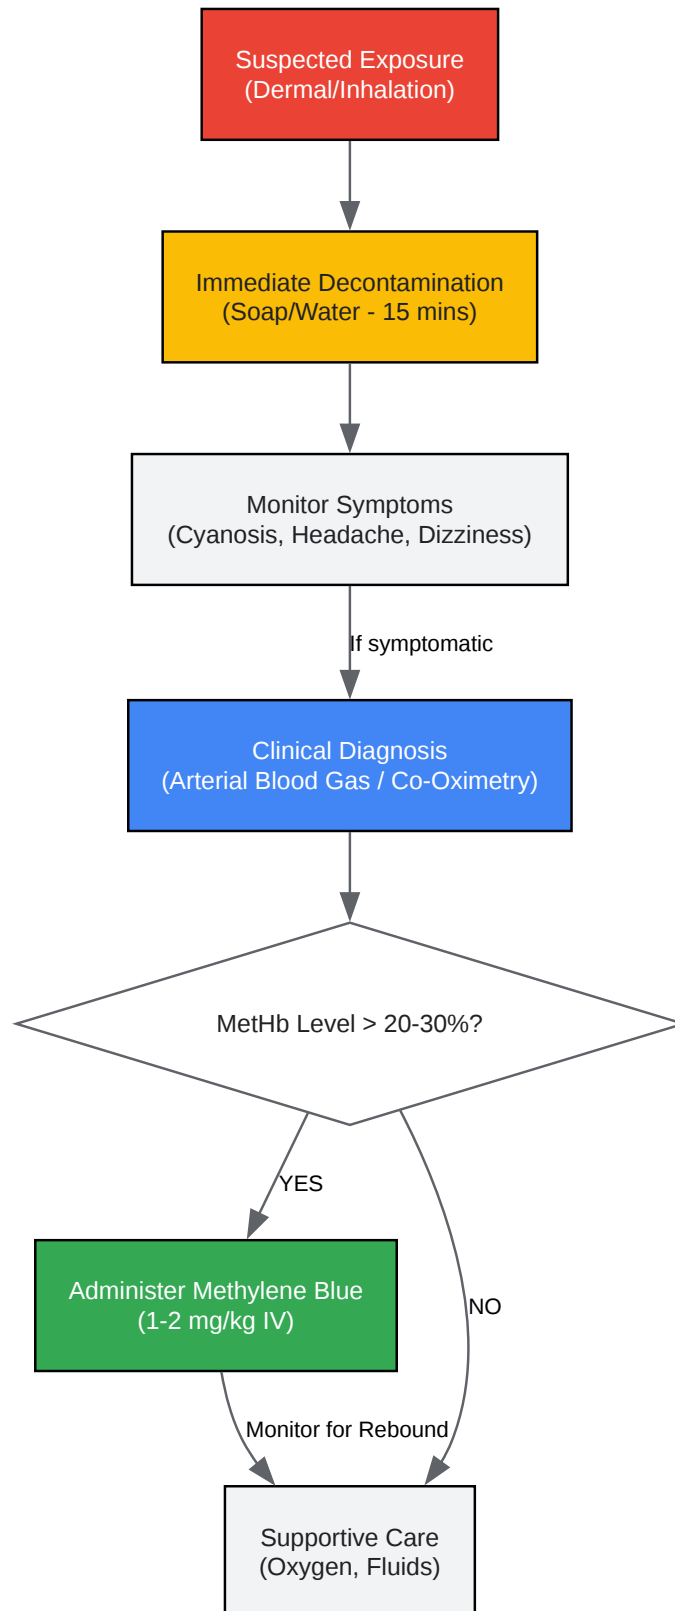 Suspected Exposure
(Dermal/Inhalation)
Immediate Decontamination
(Soap/Water - 15 mins)
Monitor Symptoms
(Cyanosis, Headache, Dizziness)
If symptomatic
Clinical Diagnosis
(Arterial Blood Gas / Co-Oximetry)
MetHb Level > 20-30%?
YES
Administer Methylene Blue
(1-2 mg/kg IV)
NO
Monitor for Rebound
Supportive Care
(Oxygen, Fluids)